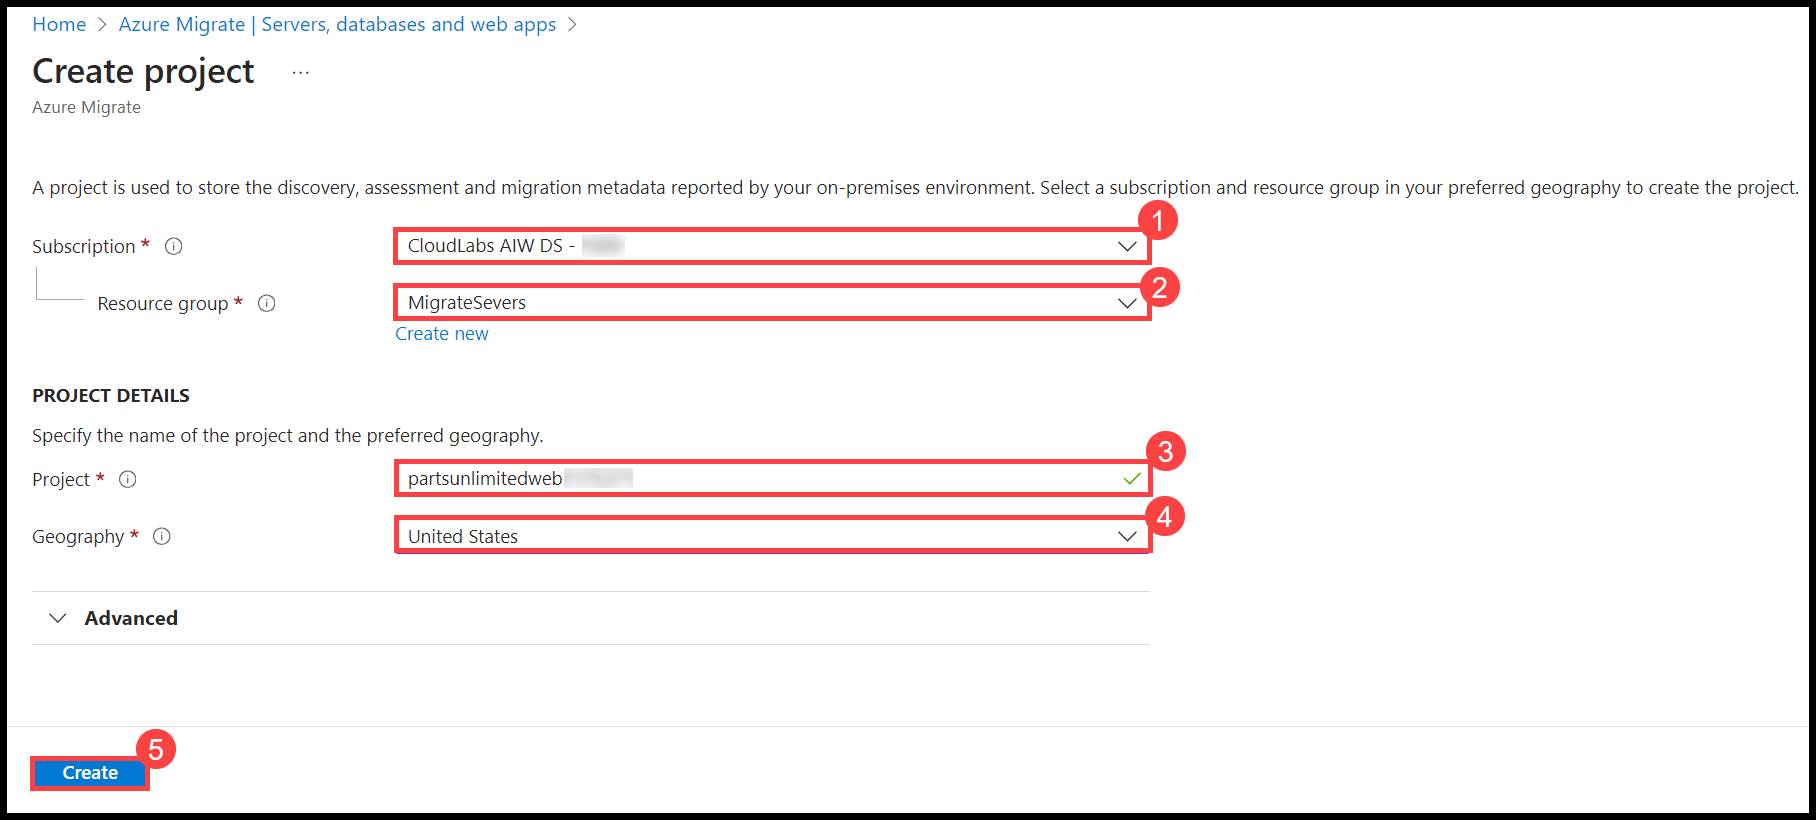 Home > Azure Migrate | Servers, databases and web apps >
Create project ...
Azure Migrate
A project is used to store the discovery, assessment and migration metadata reported by your on-premises environment. Select a subscription and resource group in your preferred geography to create the project.
1
Subscription * CloudLabs AIW DS -
2
Resource group * MigrateSevers
Create new
PROJECT DETAILS
Specify the name of the project and the preferred geography.
3
Project * partsunlimitedweb
4
Geography * United States
Advanced
5
Create